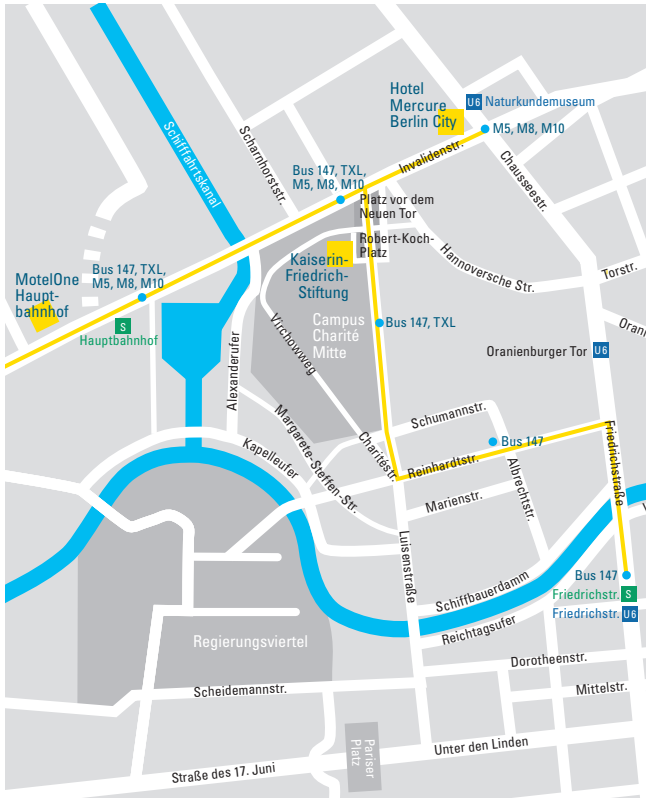 Hotel
Mercure
Berlin City
U6 Naturkundemuseum
M5, M8, M10
Schifffahrtskanal
Scharnhorststr.
Invalidenstr.
Chausseestr.
Bus 147, TXL,
M5, M8, M10
Platz vor dem
Neuen Tor
Robert-Koch-
Platz
Hannoversche Str.
Torstr.
Kaiserin-
Friedrich-
Stiftung
MotelOne
Haupt-
bahnhof
Bus 147, TXL,
M5, M8, M10
S
Hauptbahnhof
Campus
Charité
Mitte
Bus 147, TXL
Virchowweg
Alexanderufer
Oranienburger Tor U6
Orani
Margarete-Steffen-Str.
Kapelleufer
Charitéstr.
Schumannstr.
Bus 147
Reinhardtstr.
Albrechtstr.
Friedrichstraße
Marienstr.
Luisenstraße
Bus 147
Friedrichstr. S
Friedrichstr. U6
Schiffbauerdamm
Reichtagsufer
Regierungsviertel
Dorotheenstr.
Mittelstr.
Scheidemannstr.
Unter den Linden
Pariser
Platz
Straße des 17. Juni